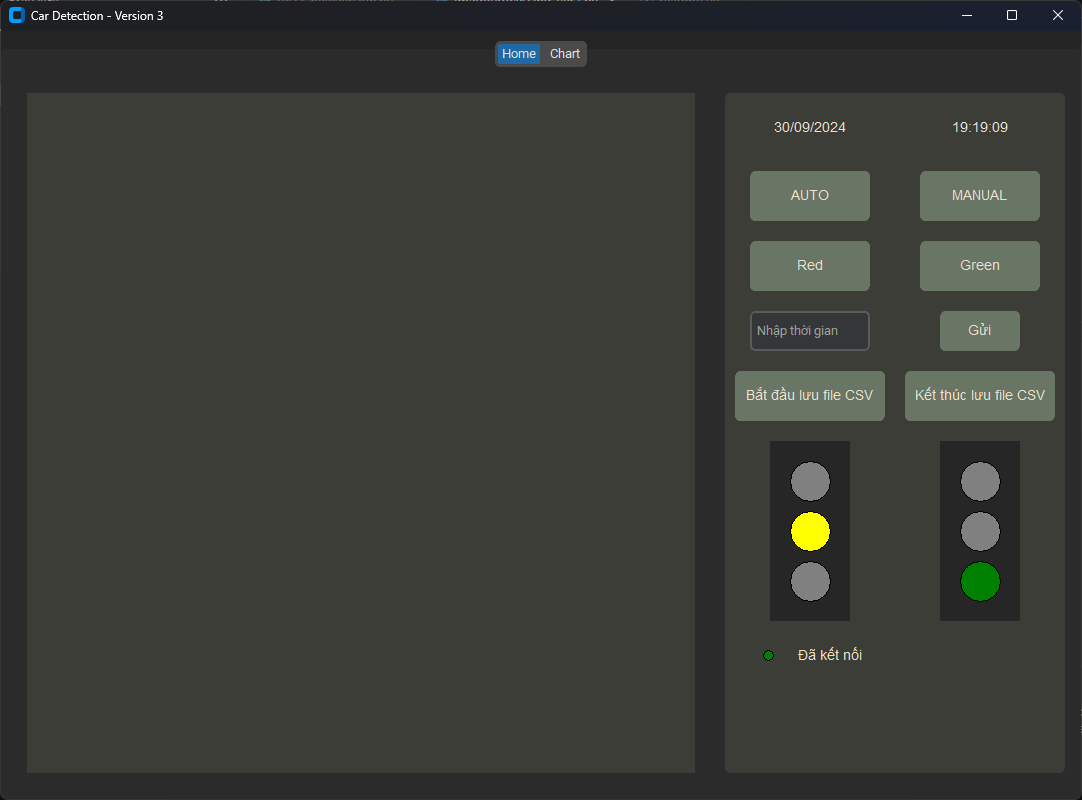 Car Detection - Version 3
Home Chart
30/09/2024 19:19:09
AUTO MANUAL
Red Green
Nhập thời gian Gửi
Bắt đầu lưu file CSV Kết thúc lưu file CSV
Đã kết nối